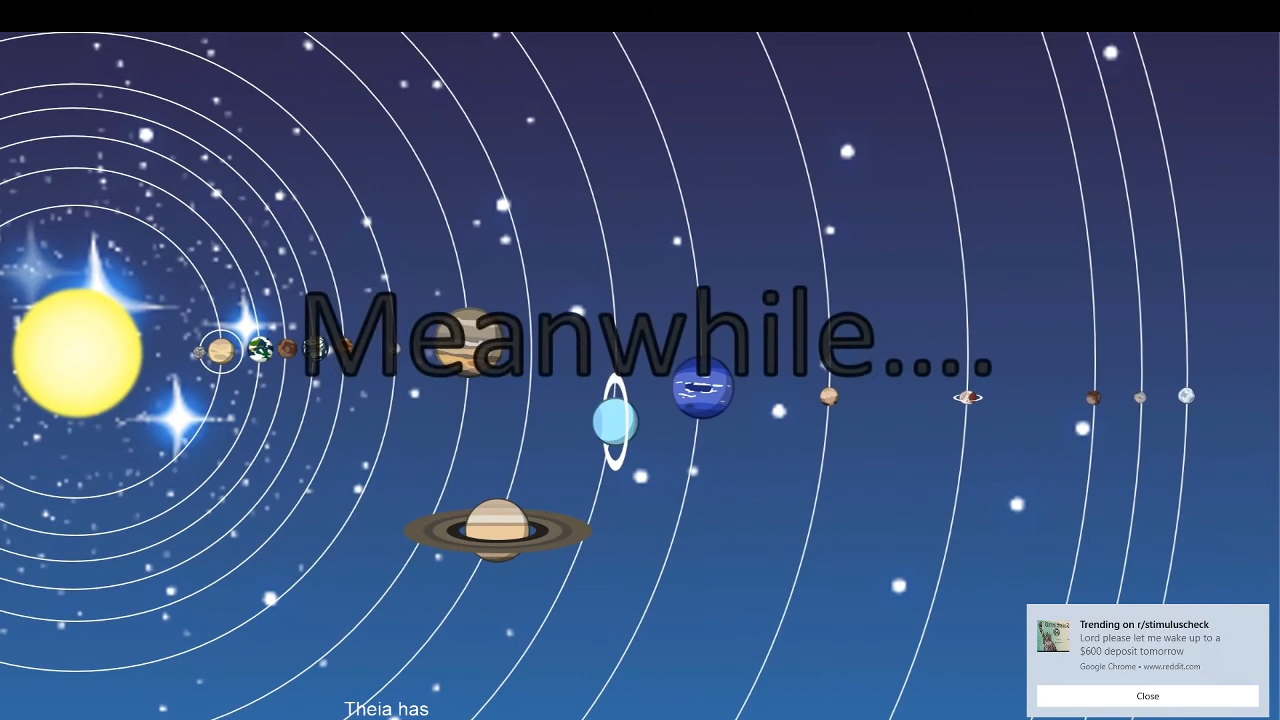 Meanwhile....
Trending on r/stimuluscheck
Lord please let me wake up to a
$600 deposit tomorrow
Google Chrome • www.reddit.com
Close
Theia has